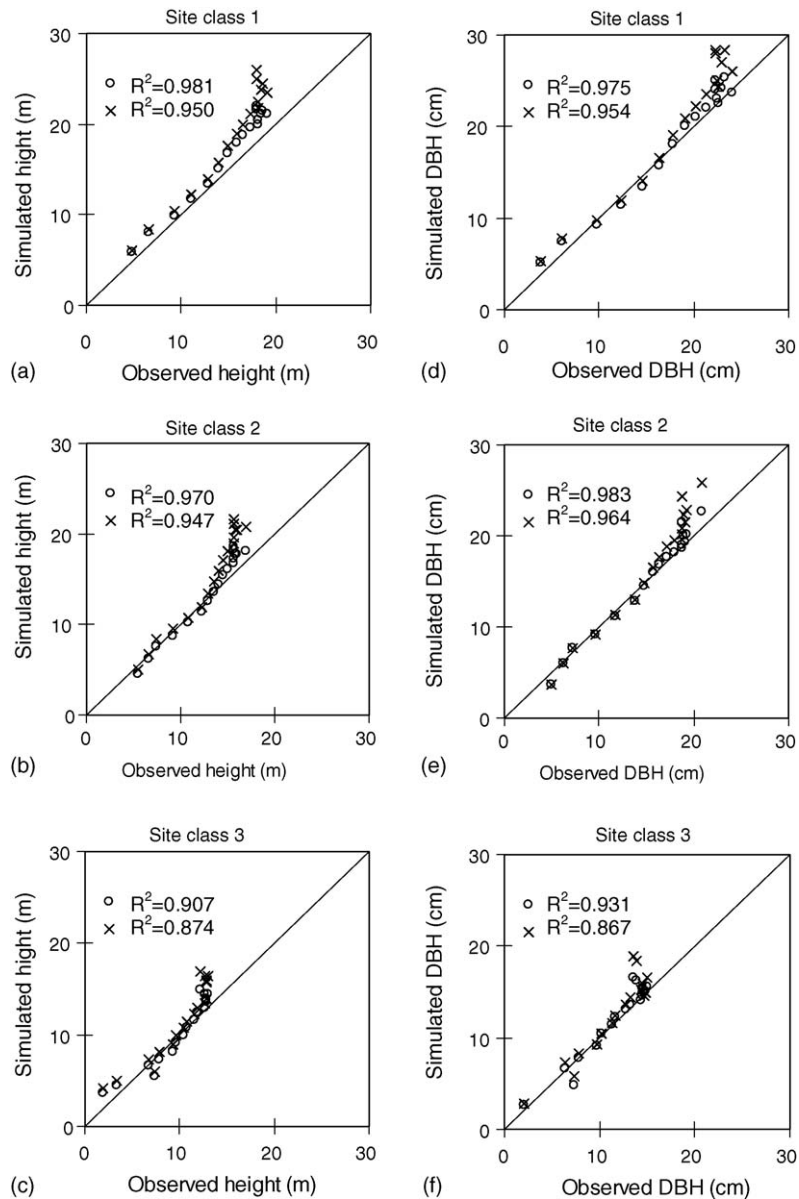 Site class 1
R²=0.981
R²=0.950
Simulated hight (m)
30
20
10
0
0 10 20 30
(a) Observed height (m)
Site class 1
R²=0.975
R²=0.954
Simulated DBH (cm)
30
20
10
0
0 10 20 30
(d) Observed DBH (cm)
Site class 2
R²=0.970
R²=0.947
Simulated hight (m)
30
20
10
0
0 10 20 30
(b) Observed height (m)
Site class 2
R²=0.983
R²=0.964
Simulated DBH (cm)
30
20
10
0
0 10 20 30
(e) Observed DBH (cm)
Site class 3
R²=0.907
R²=0.874
Simulated hight (m)
30
20
10
0
0 10 20 30
(c) Observed height (m)
Site class 3
R²=0.931
R²=0.867
Simulated DBH (cm)
30
20
10
0
0 10 20 30
(f) Observed DBH (cm)